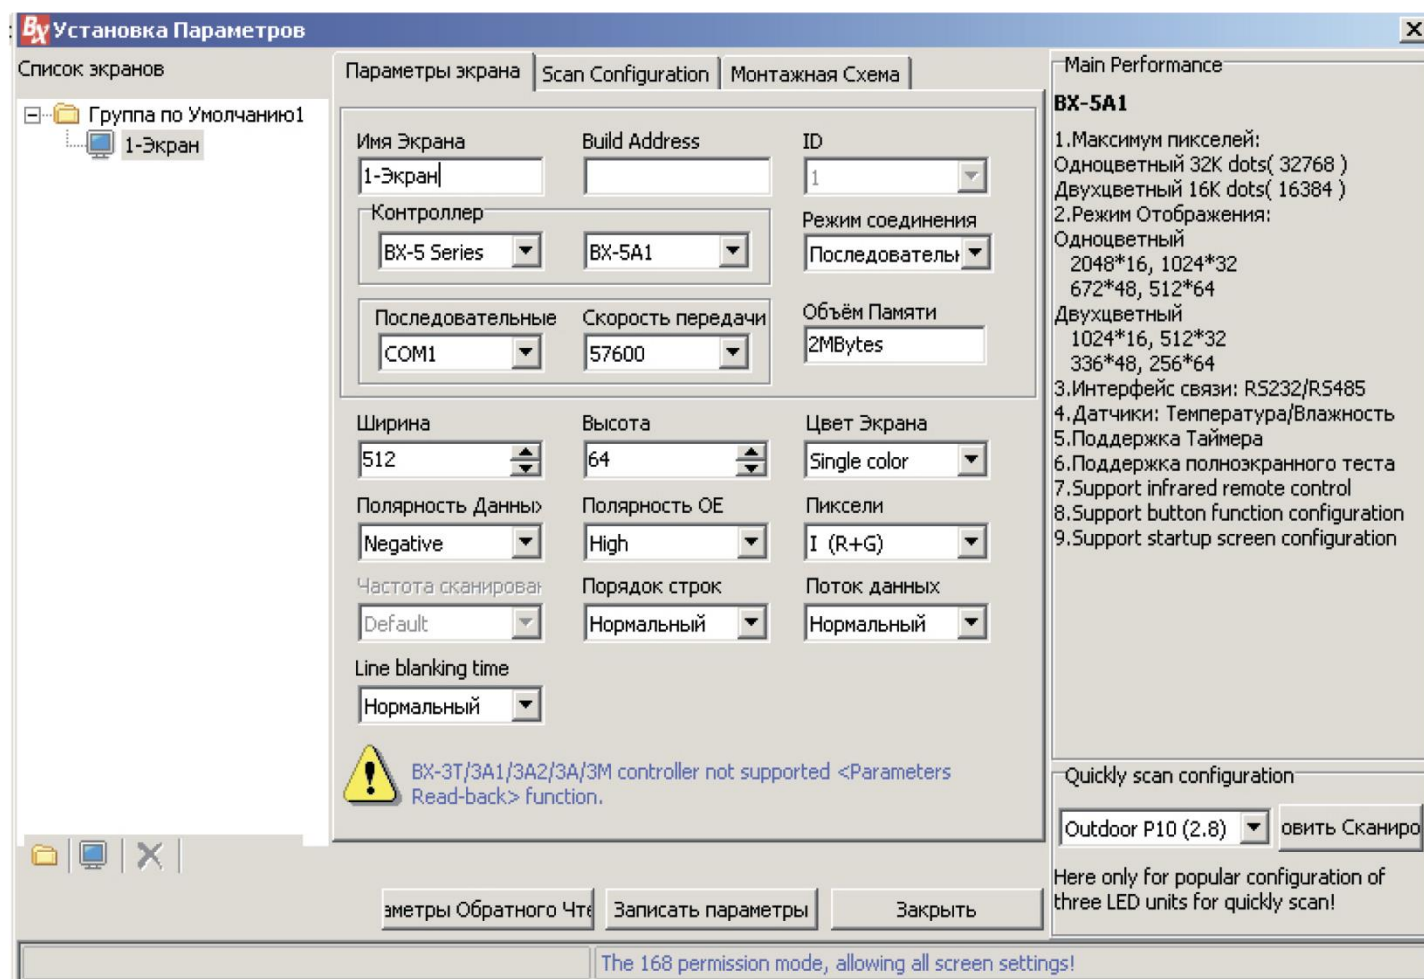 BX Установка Параметров
Список экранов
Группа по Умолчанию1
1-Экран
Параметры экрана
Scan Configuration
Монтажная Схема
Имя Экрана
Build Address
ID
1-Экран
1
Контроллер
Режим соединения
BX-5 Series
BX-5A1
Последователь
Последовательные
Скорость передачи
Объём Памяти
COM1
57600
2MBytes
Ширина
Высота
Цвет Экрана
512
64
Single color
Полярность Данны
Полярность OE
Пиксели
Negative
High
I (R+G)
Частота сканирова
Порядок строк
Поток данных
Default
Нормальный
Нормальный
Line blanking time
Нормальный
BX-3T/3A1/3A2/3A/3M controller not supported <Parameters
Read-back> function.
аметры Обратного Чте
Записать параметры
Закрыть
Main Performance
BX-5A1
1.Максимум пикселей:
Одноцветный 32K dots( 32768 )
Двухцветный 16K dots( 16384 )
2.Режим Отображения:
Одноцветный
2048*16, 1024*32
672*48, 512*64
Двухцветный
1024*16, 512*32
336*48, 256*64
3.Интерфейс связи: RS232/RS485
4.Датчики: Температура/Влажность
5.Поддержка Таймера
6.Поддержка полноэкранного теста
7.Support infrared remote control
8.Support button function configuration
9.Support startup screen configuration
Quickly scan configuration
Outdoor P10 (2.8)
овить Сканиро
Here only for popular configuration of
three LED units for quickly scan!
The 168 permission mode, allowing all screen settings!